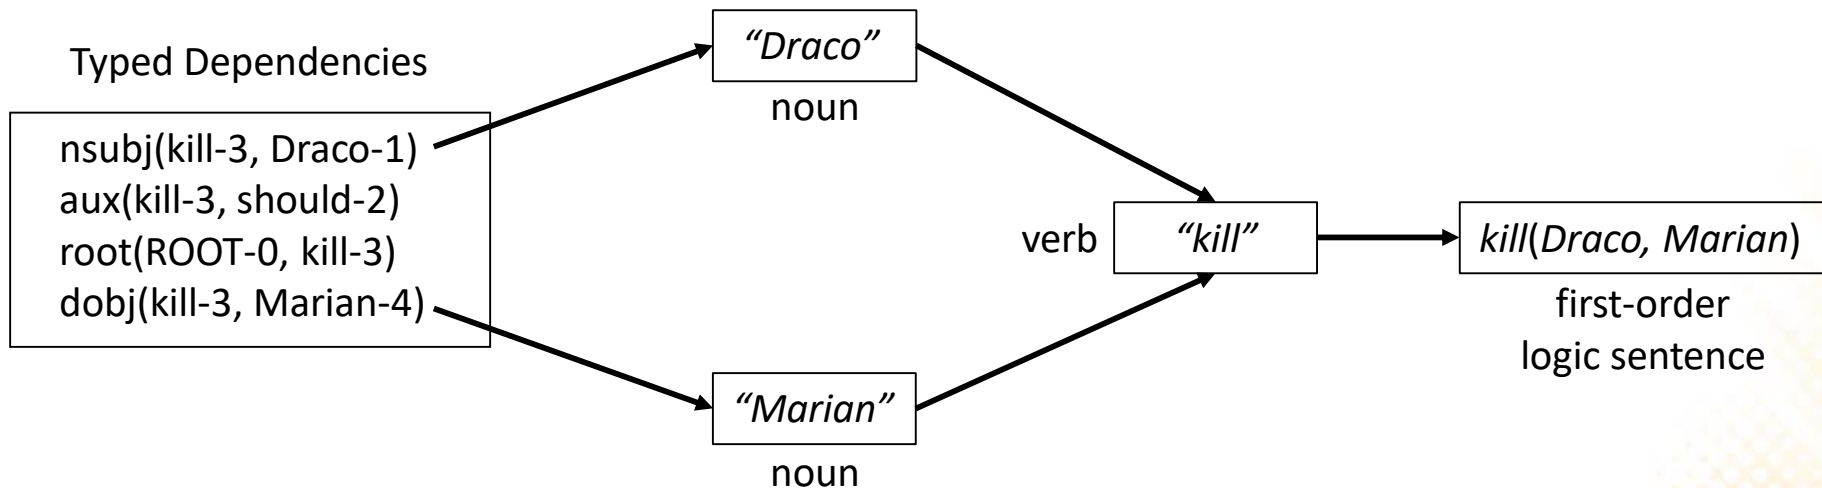 Typed Dependencies
nsubj(kill-3, Draco-1)
aux(kill-3, should-2)
root(ROOT-0, kill-3)
dobj(kill-3, Marian-4)
“Draco”
noun
“Marian”
noun
verb
“kill”
kill(Draco, Marian)
first-order
logic sentence